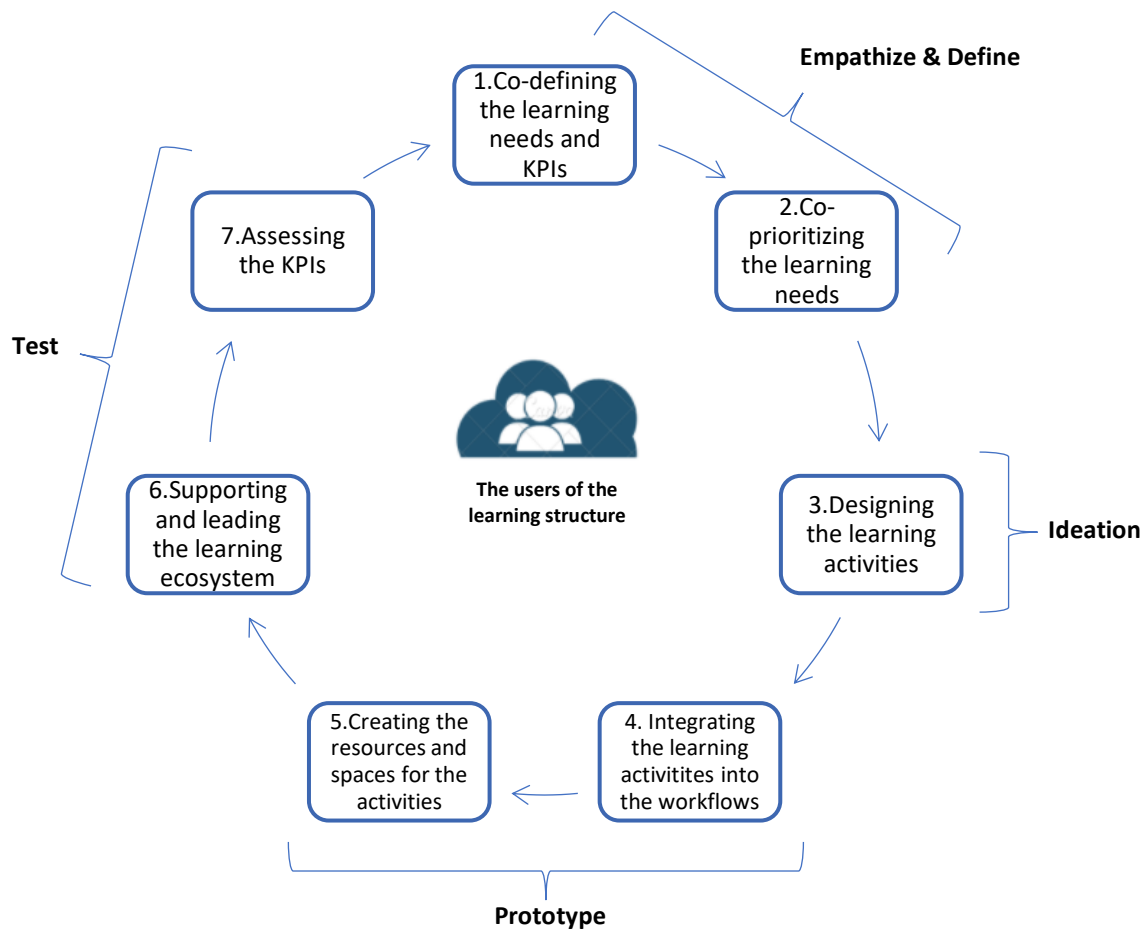 Empathize & Define
1.Co-defining
the learning
needs and
KPIs
2.Co-
prioritizing
the learning
needs
7.Assessing
the KPIs
Test
The users of the
learning structure
3.Designing
the learning
activities
Ideation
6.Supporting
and leading
the learning
ecosystem
4. Integrating
the learning
activitites into
the workflows
5.Creating the
resources and
spaces for the
activities
Prototype